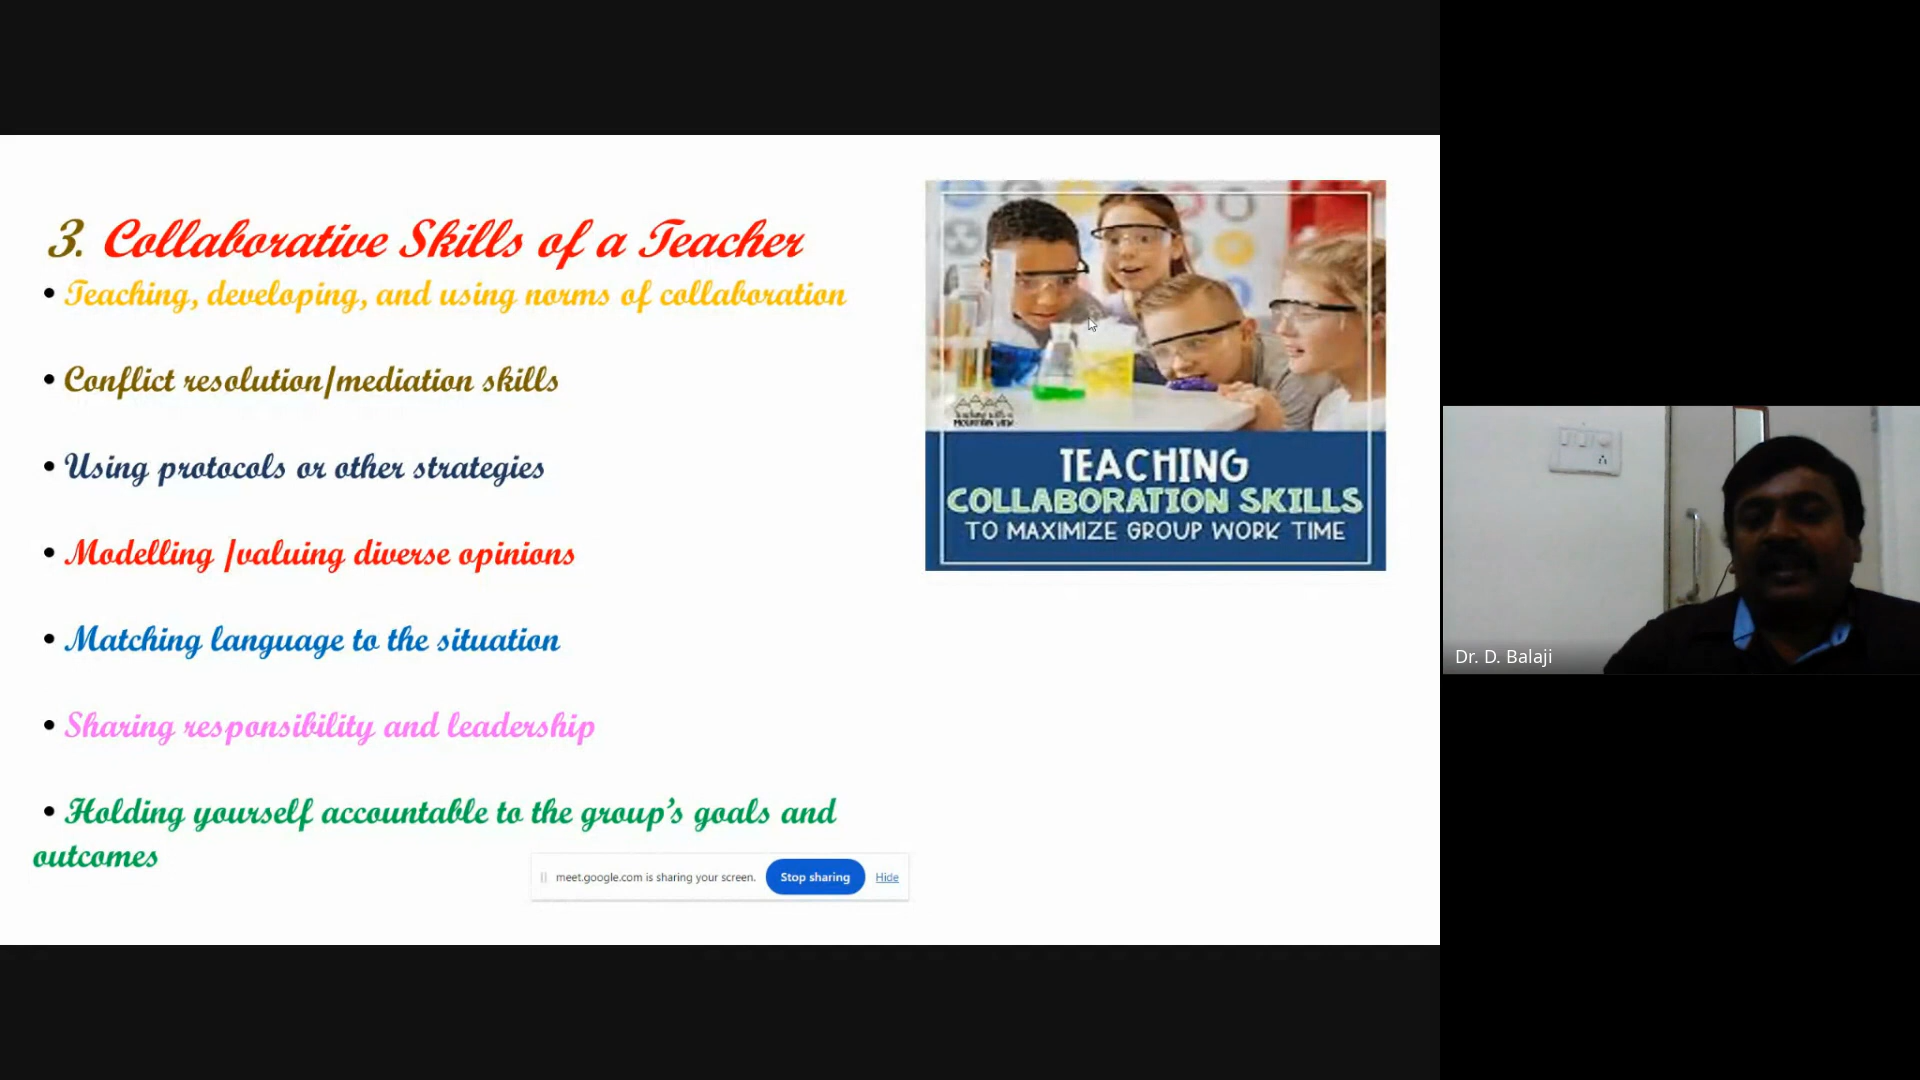 3. Collaborative Skills of a Teacher
• Teaching, developing, and using norms of collaboration
• Conflict resolution/mediation skills
• Using protocols or other strategies
• Modelling /valuing diverse opinions
• Matching language to the situation
• Sharing responsibility and leadership
• Holding yourself accountable to the group's goals and
outcomes
MOUNTAIN VIEW
TEACHING
COLLABORATION SKILLS
TO MAXIMIZE GROUP WORK TIME
meet.google.com is sharing your screen.
Stop sharing
Hide
Dr. D. Balaji